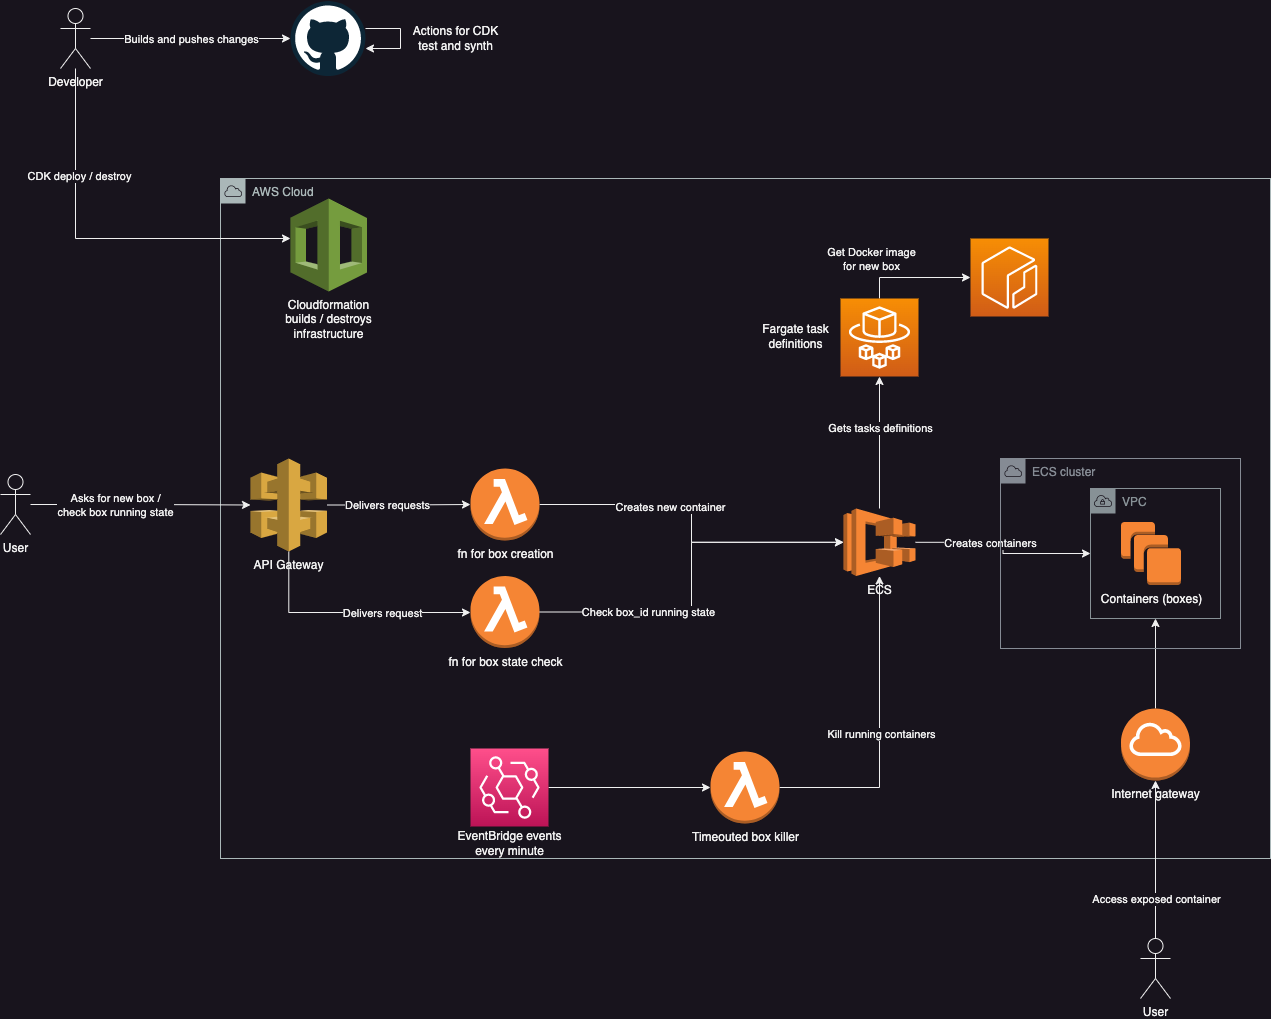 Builds and pushes changes
Actions for CDK
test and synth
Developer
CDK deploy / destroy
AWS Cloud
Cloudformation
builds / destroys
infrastructure
Get Docker image
for new box
Fargate task
definitions
Gets tasks definitions
Asks for new box /
check box running state
User
API Gateway
Delivers requests
fn for box creation
Creates new container
Delivers request
fn for box state check
Check box_id running state
ECS
Creates containers
ECS cluster
VPC
Containers (boxes)
Kill running containers
EventBridge events
every minute
Timeouted box killer
Internet gateway
Access exposed container
User